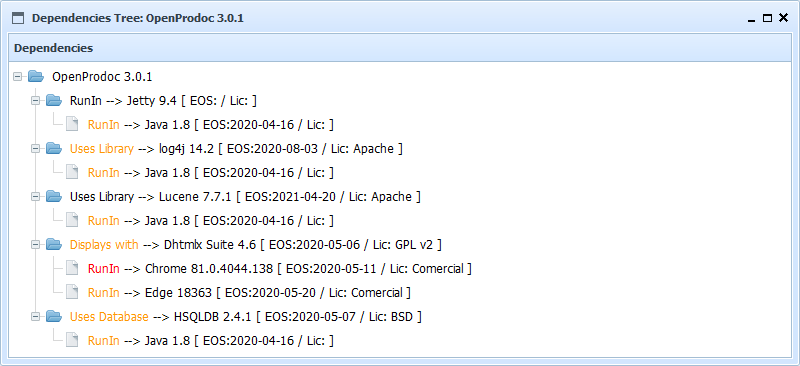 Dependencies Tree: OpenProdoc 3.0.1
Dependencies
OpenProdoc 3.0.1
RunIn --> Jetty 9.4 [ EOS: / Lic: ]
RunIn --> Java 1.8 [ EOS:2020-04-16 / Lic: ]
Uses Library --> log4j 14.2 [ EOS:2020-08-03 / Lic: Apache ]
RunIn --> Java 1.8 [ EOS:2020-04-16 / Lic: ]
Uses Library --> Lucene 7.7.1 [ EOS:2021-04-20 / Lic: Apache ]
RunIn --> Java 1.8 [ EOS:2020-04-16 / Lic: ]
Displays with --> Dhtmlx Suite 4.6 [ EOS:2020-05-06 / Lic: GPL v2 ]
RunIn --> Chrome 81.0.4044.138 [ EOS:2020-05-11 / Lic: Comercial ]
RunIn --> Edge 18363 [ EOS:2020-05-20 / Lic: Comercial ]
Uses Database --> HSQLDB 2.4.1 [ EOS:2020-05-07 / Lic: BSD ]
RunIn --> Java 1.8 [ EOS:2020-04-16 / Lic: ]